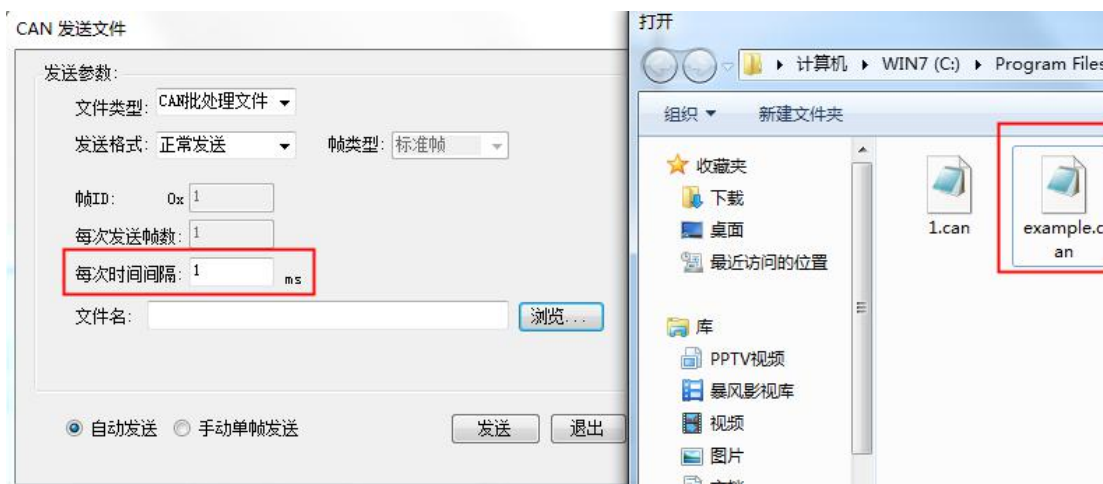 CAN 发送文件
发送参数:
文件类型: CAN批处理文件
发送格式: 正常发送 帧类型: 标准帧
帧ID: 0x 1
每次发送帧数: 1
每次时间间隔: 1 ms
文件名: 浏览...
自动发送 手动单帧发送 发送 退出
打开
计算机 WIN7 (C:) Program Files
组织 新建文件夹
收藏夹
下载
桌面
最近访问的位置
库
PPTV视频
暴风影视库
视频
图片
1.can
example.c
an